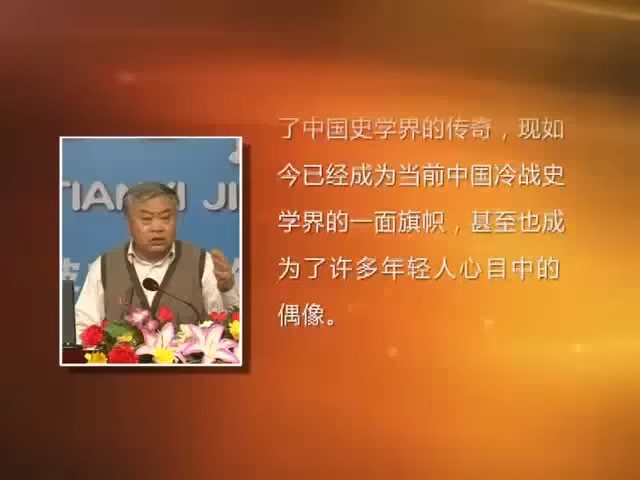 了中国史学界的传奇，现如
今已经成为当前中国冷战史
学界的一面旗帜，甚至也成
为了许多年轻人心目中的
偶像。
TIANYI JI